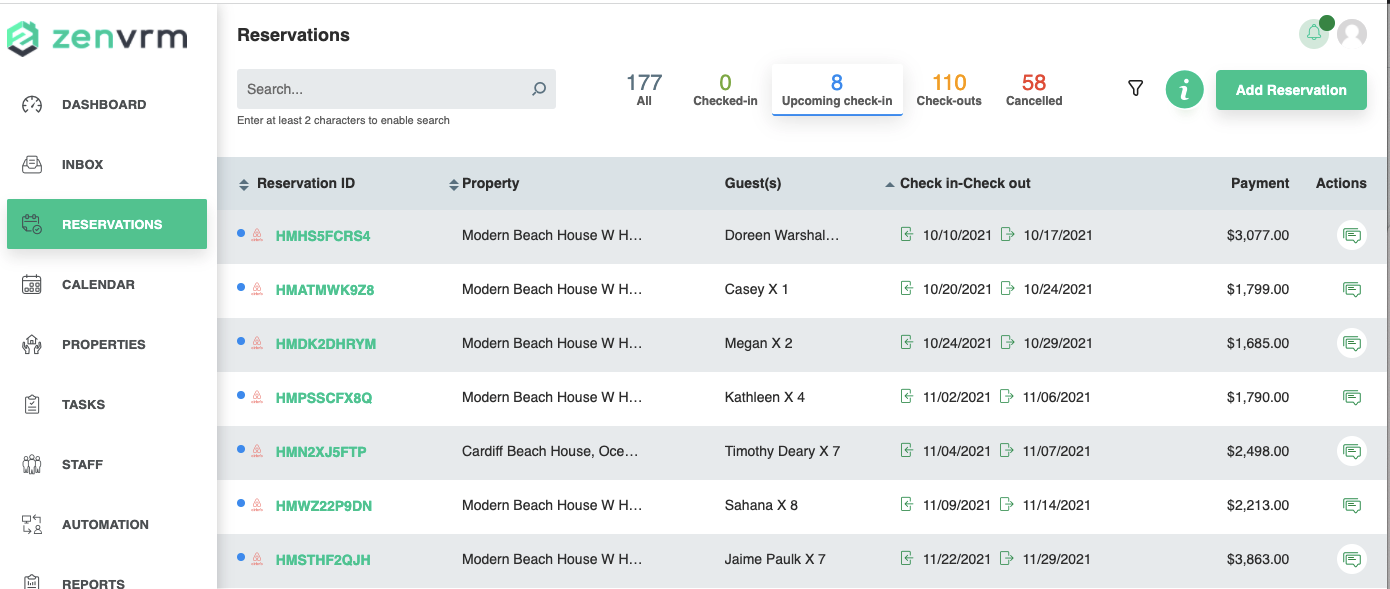 zenvrm
Reservations
DASHBOARD
INBOX
RESERVATIONS
CALENDAR
PROPERTIES
TASKS
STAFF
AUTOMATION
REPORTS
Search...
Enter at least 2 characters to enable search
177 0 8 110 58
All Checked-in Upcoming check-in Check-outs Cancelled
i
Add Reservation
Reservation ID Property Guest(s) Check in-Check out Payment Actions
HMHS5FCRS4 Modern Beach House W H… Doreen Warshal… 10/10/2021 10/17/2021 $3,077.00
HMATMWK9Z8 Modern Beach House W H… Casey X 1 10/20/2021 10/24/2021 $1,799.00
HMDK2DHRYM Modern Beach House W H… Megan X 2 10/24/2021 10/29/2021 $1,685.00
HMPSSCFX8Q Modern Beach House W H… Kathleen X 4 11/02/2021 11/06/2021 $1,790.00
HMN2XJ5FTP Cardiff Beach House, Oce… Timothy Deary X 7 11/04/2021 11/07/2021 $2,498.00
HMWZ22P9DN Modern Beach House W H… Sahana X 8 11/09/2021 11/14/2021 $2,213.00
HMSTHF2QJH Modern Beach House W H… Jaime Paulk X 7 11/22/2021 11/29/2021 $3,863.00